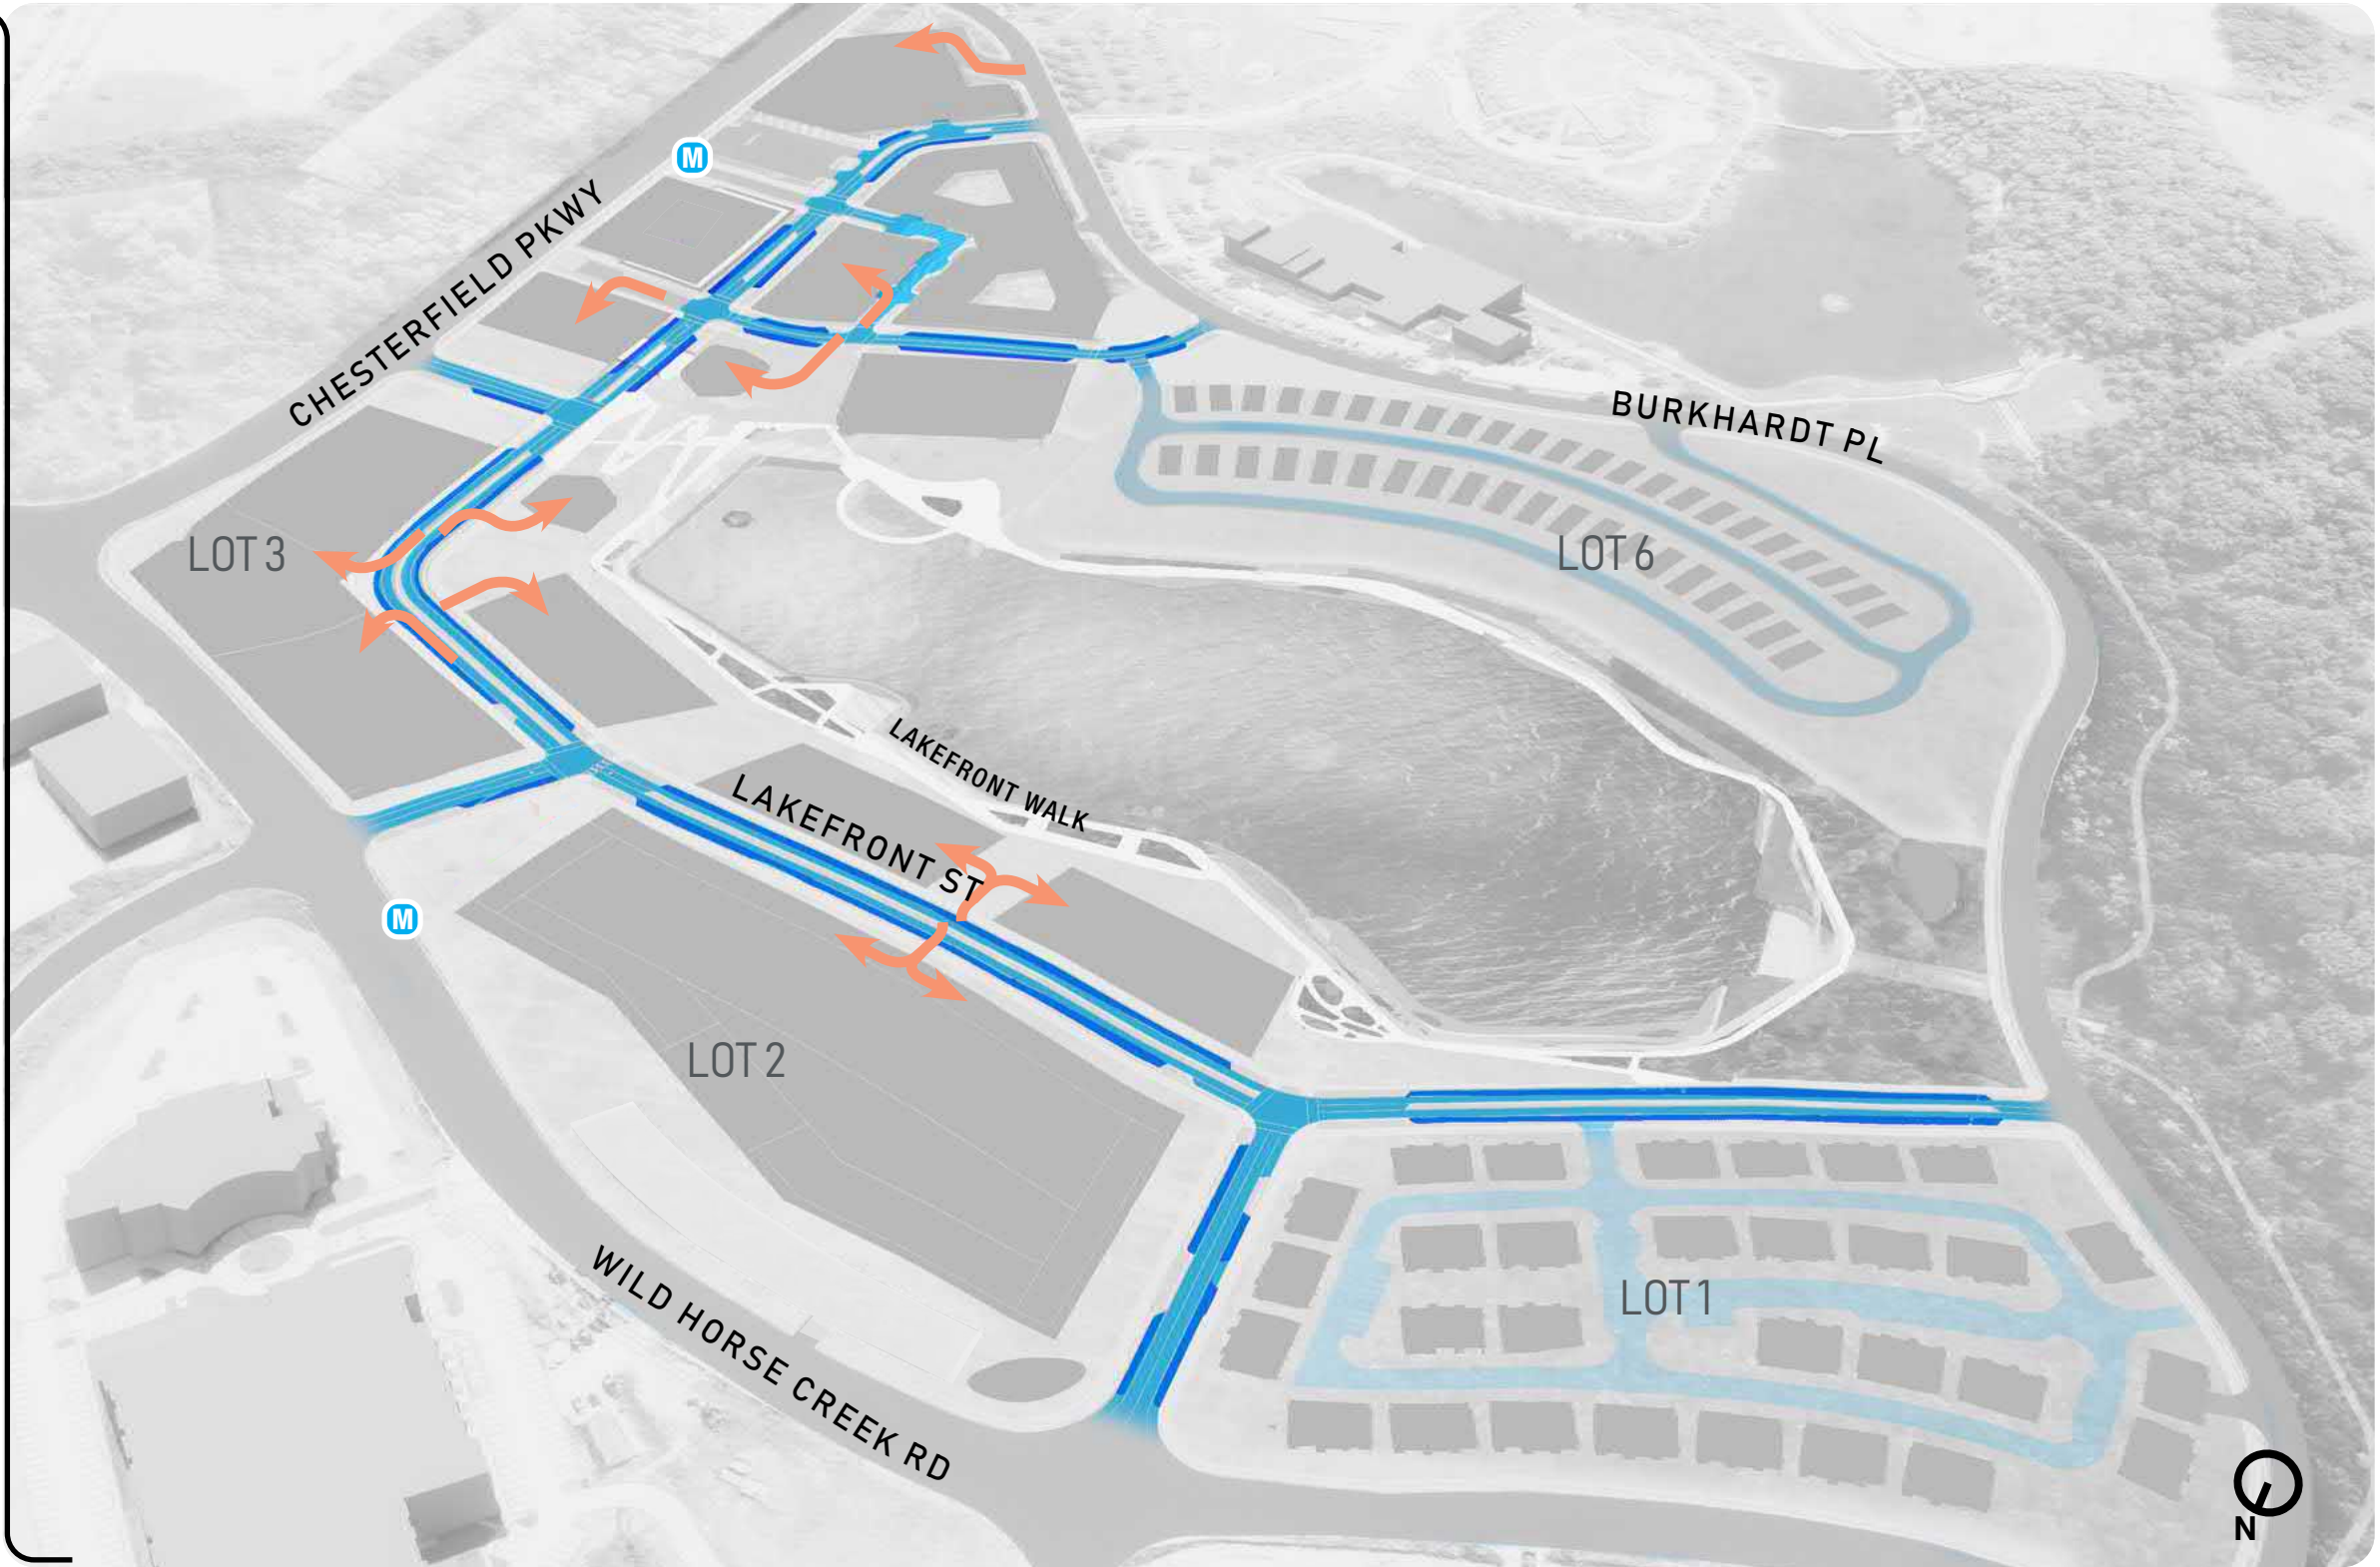 M
CHESTERFIELD PKWY
BURKHARDT PL
LOT 3
LOT 6
LAKEFRONT WALK
LAKEFRONT ST
M
LOT 2
LOT 1
WILD HORSE CREEK RD
N